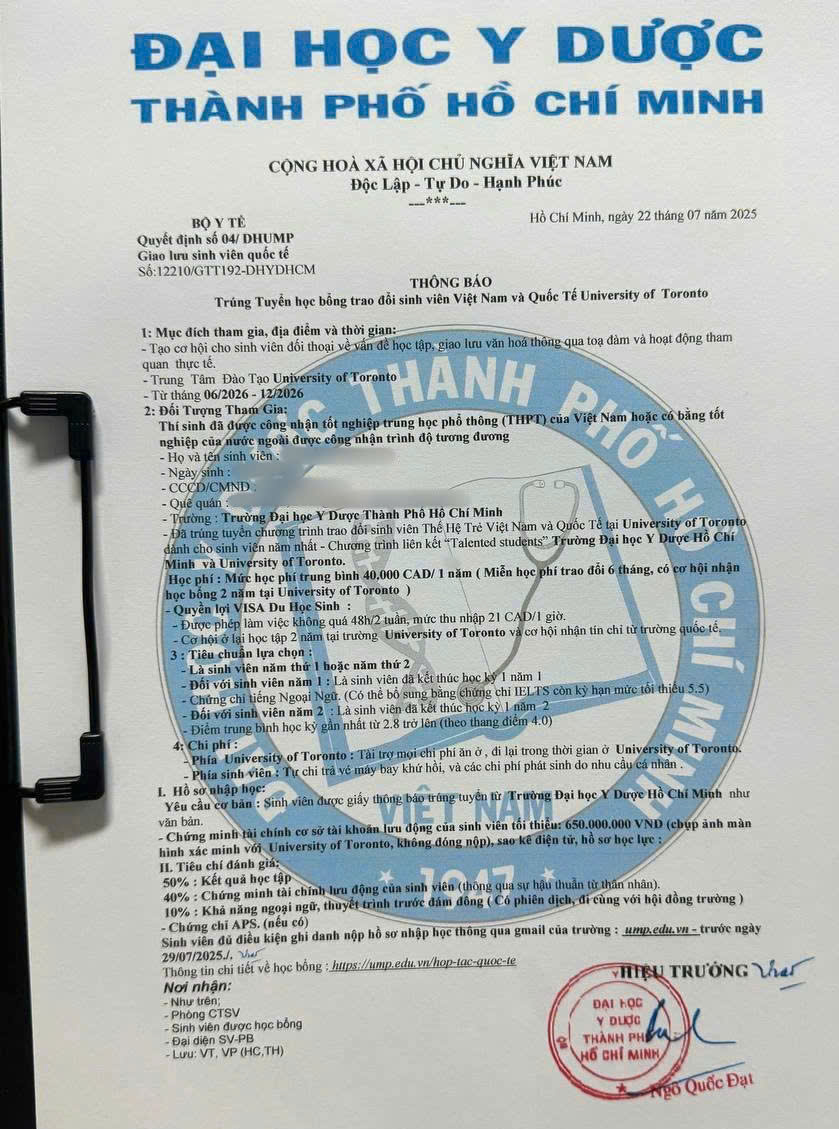 ĐẠI HỌC Y DƯỢC
THÀNH PHỐ HỒ CHÍ MINH
CỘNG HOÀ XÃ HỘI CHỦ NGHĨA VIỆT NAM
Độc Lập - Tự Do - Hạnh Phúc
---***---
BỘ Y TẾ
Hồ Chí Minh, ngày 22 tháng 07 năm 2025
Quyết định số 04/ DHUMP
Giao lưu sinh viên quốc tế
Số:12210/GTT192-DHYDHCM
THÔNG BÁO
Trúng Tuyển học bổng trao đổi sinh viên Việt Nam và Quốc Tế University of Toronto
1: Mục đích tham gia, địa điểm và thời gian:
- Tạo cơ hội cho sinh viên đối thoại về vấn đề học tập, giao lưu văn hoá thông qua toạ đàm và hoạt động tham
quan thực tế.
- Trung Tâm Đào Tạo University of Toronto
- Từ tháng 06/2026 - 12/2026
2: Đối Tượng Tham Gia:
Thí sinh đã được công nhận tốt nghiệp trung học phổ thông (THPT) của Việt Nam hoặc có bằng tốt
nghiệp của nước ngoài được công nhận trình độ tương đương
- Họ và tên sinh viên :
- Ngày sinh :
- CCCD/CMND :
- Quê quán :
- Trường : Trường Đại học Y Dược Thành Phố Hồ Chí Minh
- Đã trúng tuyển chương trình trao đổi sinh viên Thế Hệ Trẻ Việt Nam và Quốc Tế tại University of Toronto
dành cho sinh viên năm nhất - Chương trình liên kết “Talented students” Trường Đại học Y Dược Hồ Chí
Minh và University of Toronto.
Học phí : Mức học phí trung bình 40,000 CAD/ 1 năm ( Miễn học phí trao đổi 6 tháng, có cơ hội nhận
học bổng 2 năm tại University of Toronto )
- Quyền lợi VISA Du Học Sinh :
- Được phép làm việc không quá 48h/2 tuần, mức thu nhập 21 CAD/1 giờ.
- Cơ hội ở lại học tập 2 năm tại trường University of Toronto và cơ hội nhận tín chỉ từ trường quốc tế.
3 : Tiêu chuẩn lựa chọn :
- Là sinh viên năm thứ 1 hoặc năm thứ 2
- Đối với sinh viên năm 1 : Là sinh viên đã kết thúc học kỳ 1 năm 1
- Chứng chỉ tiếng Ngoại Ngữ. (Có thể bổ sung bằng chứng chỉ IELTS còn kỳ hạn mức tối thiểu 5.5)
- Đối với sinh viên năm 2 : Là sinh viên đã kết thúc học kỳ 1 năm 2
- Điểm trung bình học kỳ gần nhất từ 2.8 trở lên (theo thang điểm 4.0)
4: Chi phí :
- Phía University of Toronto : Tài trợ mọi chi phí ăn ở , đi lại trong thời gian ở University of Toronto.
- Phía sinh viên : Tự chi trả vé máy bay khứ hồi, và các chi phí phát sinh do nhu cầu cá nhân .
I. Hồ sơ nhập học:
Yêu cầu cơ bản : Sinh viên được giấy thông báo trúng tuyển từ Trường Đại học Y Dược Hồ Chí Minh như
văn bản.
- Chứng minh tài chính cơ sở tài khoản lưu động của sinh viên tối thiểu: 650.000.000 VND (chụp ảnh màn
hình xác minh với University of Toronto, không đóng nộp), sao kê điện tử, hồ sơ học lực :
II. Tiêu chí đánh giá:
50% : Kết quả học tập
40% : Chứng minh tài chính lưu động của sinh viên (thông qua sự hậu thuẫn từ thân nhân).
10% : Khả năng ngoại ngữ, thuyết trình trước đám đông ( Có phiên dịch, đi cùng với hội đồng trường )
- Chứng chỉ APS. (nếu có)
Sinh viên đủ điều kiện ghi danh nộp hồ sơ nhập học thông qua gmail của trường : ump.edu.vn - trước ngày
29/07/2025./.
Thông tin chi tiết về học bổng : https://ump.edu.vn/hop-tac-quoc-te
HIỆU TRƯỞNG
Nơi nhận:
- Như trên;
- Phòng CTSV
- Sinh viên được học bổng
- Đại diện SV-PB
- Lưu: VT, VP (HC,TH)
ĐẠI HỌC
Y DƯỢC
THÀNH PHỐ
HỒ CHÍ MINH
Ngô Quốc Đạt
THÀNH PHỐ HỒ CHÍ MINH
VIỆT NAM
1947